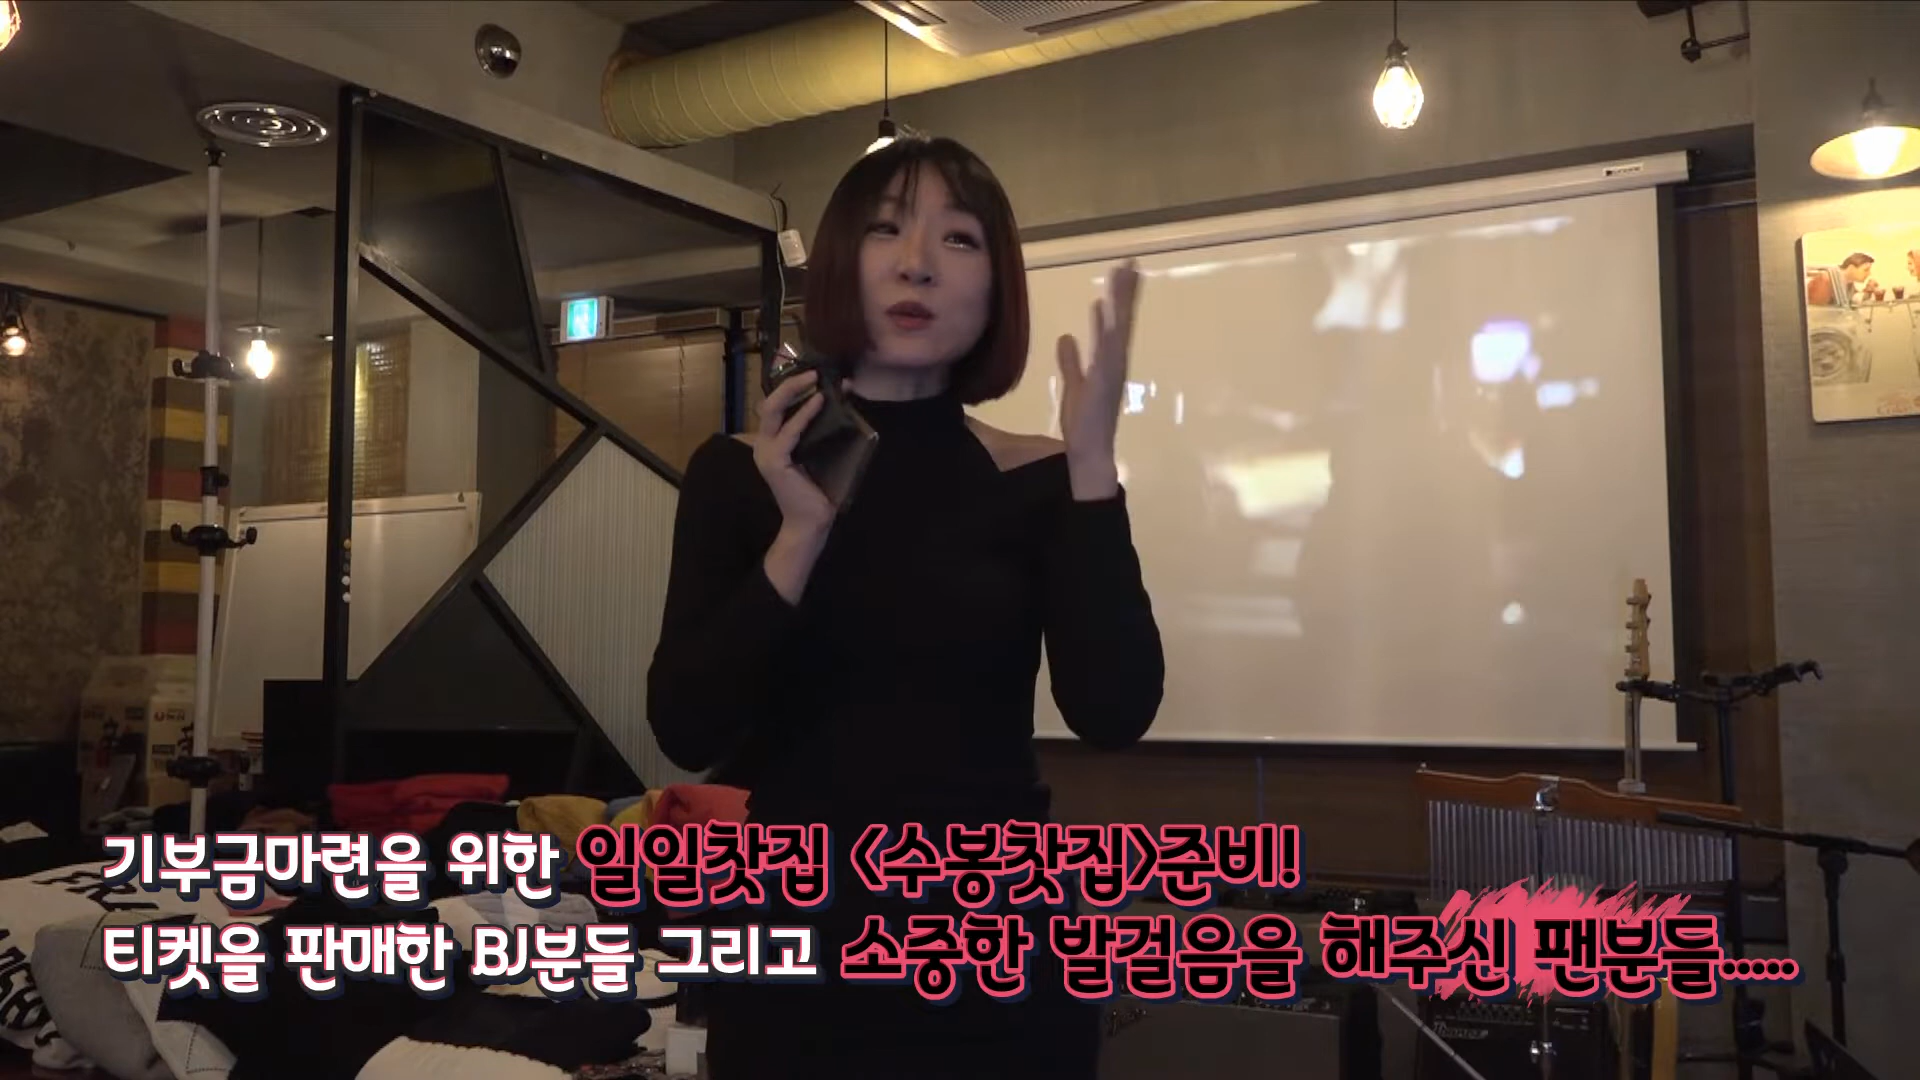 기부금마련을 위한 일일찻집 <수봉찻집>준비!
티켓을 판매한 BJ분들 그리고 소중한 발걸음을 해주신 팬분들.....
Ibanez